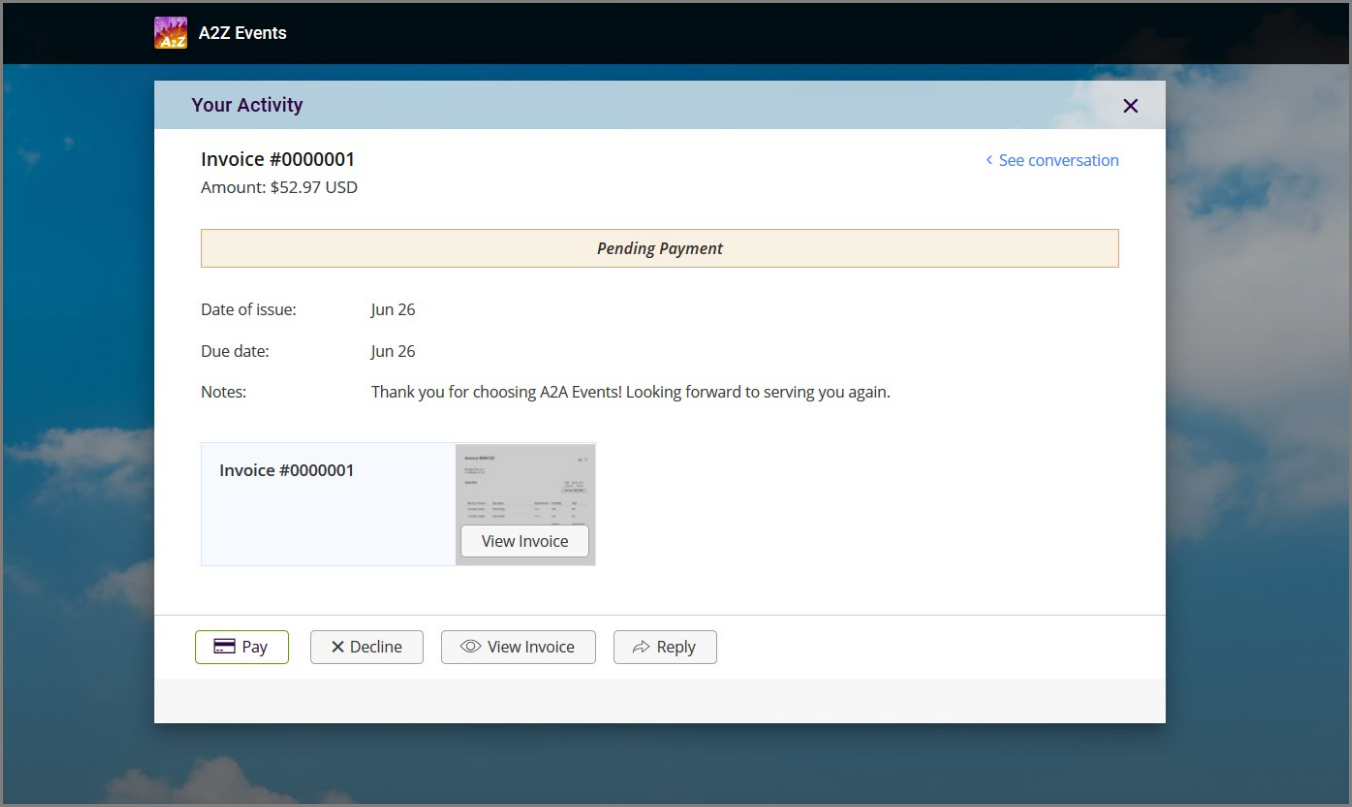 A2Z
A2Z Events
Your Activity
Invoice #0000001
See conversation
Amount: $52.97 USD
Pending Payment
Date of issue: Jun 26
Due date: Jun 26
Notes: Thank you for choosing A2A Events! Looking forward to serving you again.
Invoice #0000001
View Invoice
Pay Decline View Invoice Reply